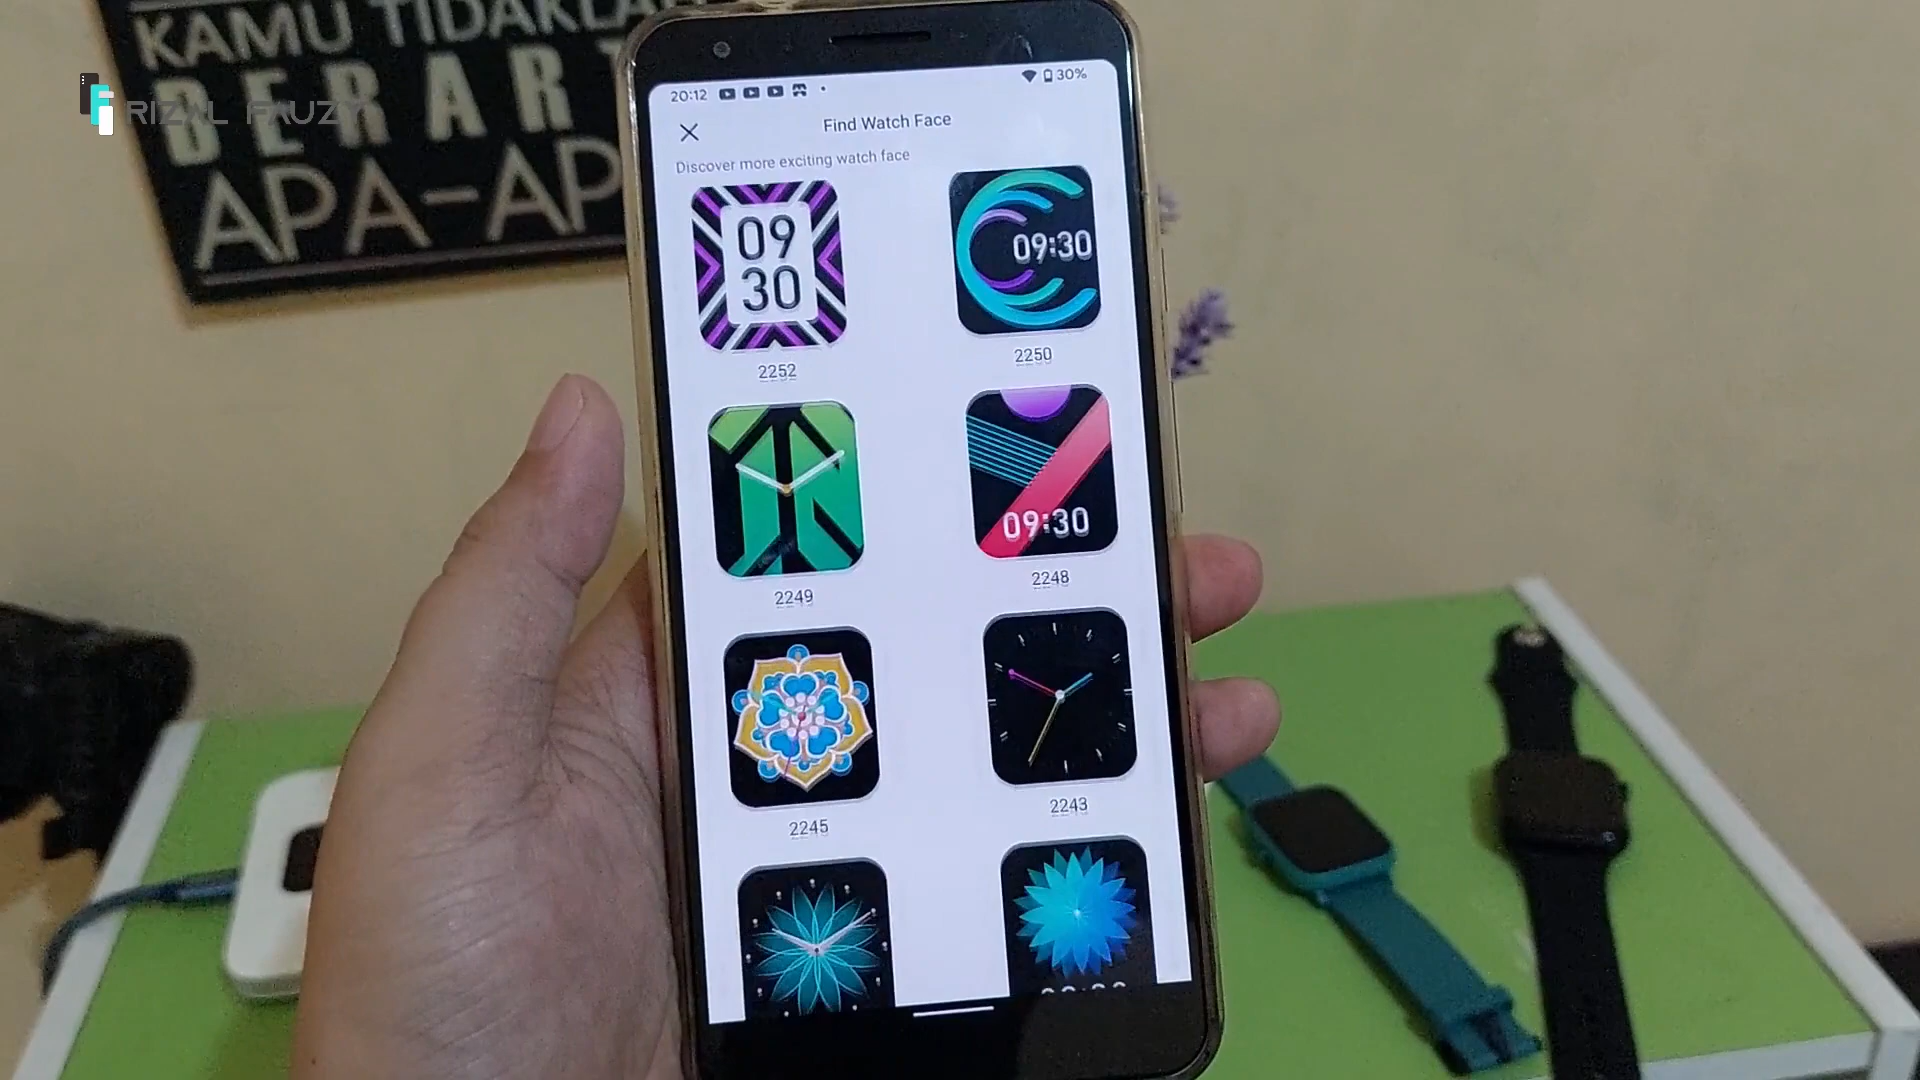 KAMU TIDAKLAH
BERARTI
APA-AP
RIZAL FAUZY
20:12
30%
Find Watch Face
Discover more exciting watch face
09
30
2252
09:30
2250
2249
09:30
2248
2245
2243